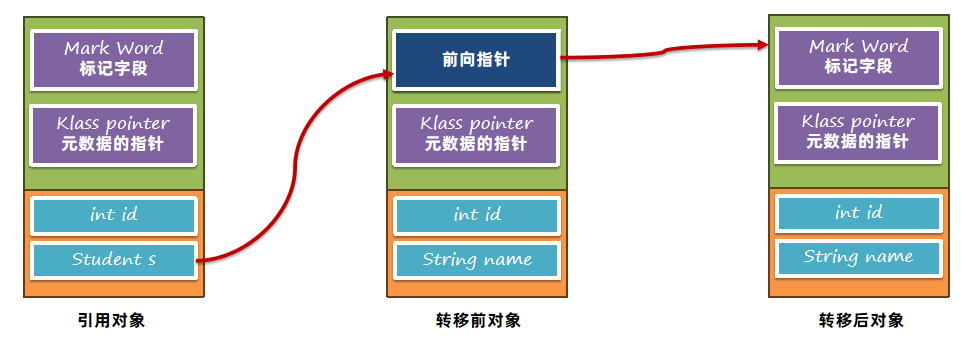 Mark Word
标记字段
Klass pointer
元数据的指针
int id
Student s
引用对象
前向指针
Klass pointer
元数据的指针
int id
String name
转移前对象
Mark Word
标记字段
Klass pointer
元数据的指针
int id
String name
转移后对象